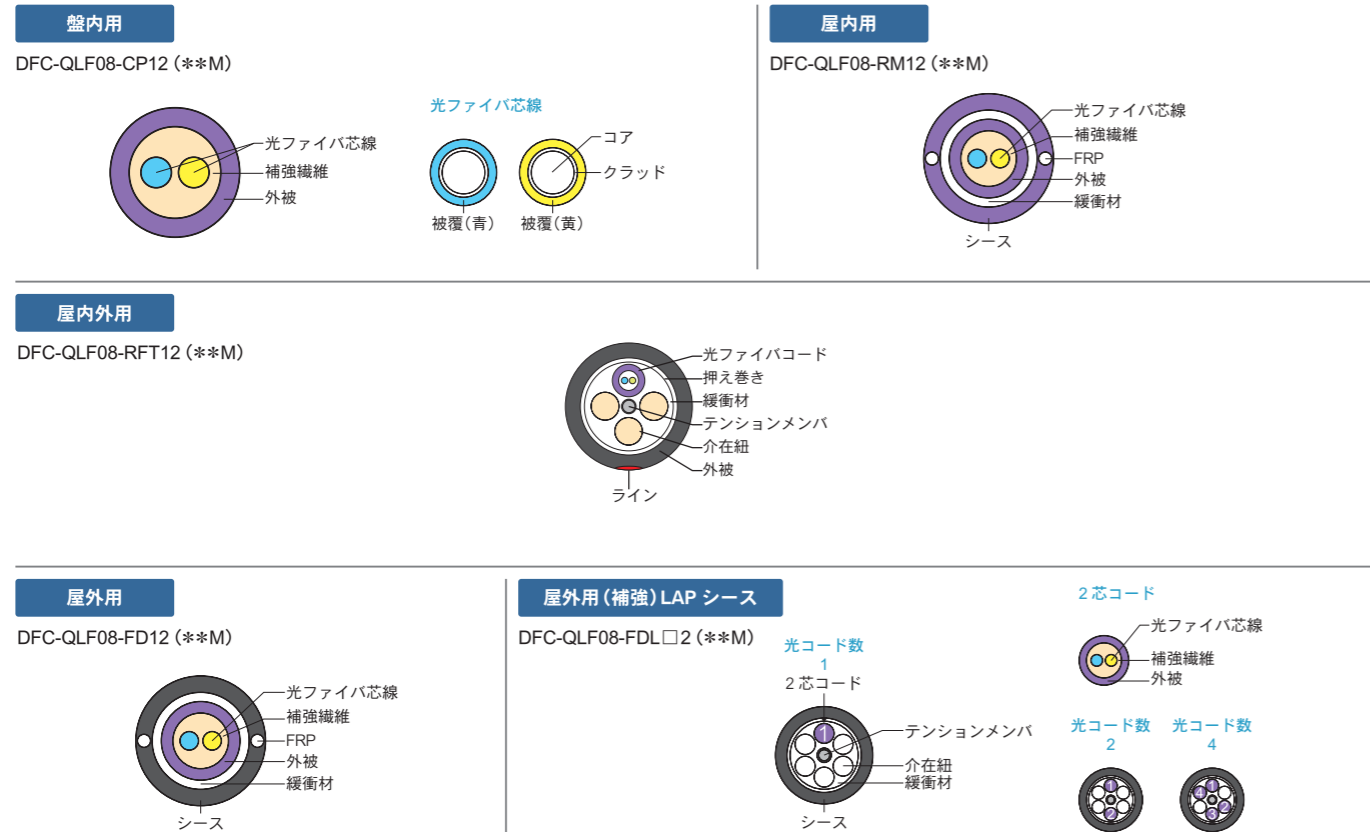 盤内用
DFC-QLF08-CP12 (**M)
光ファイバ芯線
補強繊維
外被
光ファイバ芯線
コア
クラッド
被覆(青)
被覆(黄)
屋内用
DFC-QLF08-RM12 (**M)
光ファイバ芯線
補強繊維
FRP
外被
緩衝材
シース
屋内外用
DFC-QLF08-RFT12 (**M)
光ファイバコード
押え巻き
緩衝材
テンションメンバ
介在紐
外被
ライン
屋外用
DFC-QLF08-FD12 (**M)
光ファイバ芯線
補強繊維
FRP
外被
緩衝材
シース
屋外用(補強)LAP シース
DFC-QLF08-FDL□2 (**M)
光コード数
1
2芯コード
1
テンションメンバ
介在紐
緩衝材
シース
2芯コード
光ファイバ芯線
補強繊維
外被
光コード数
2
1
2
光コード数
4
1
2
3
4